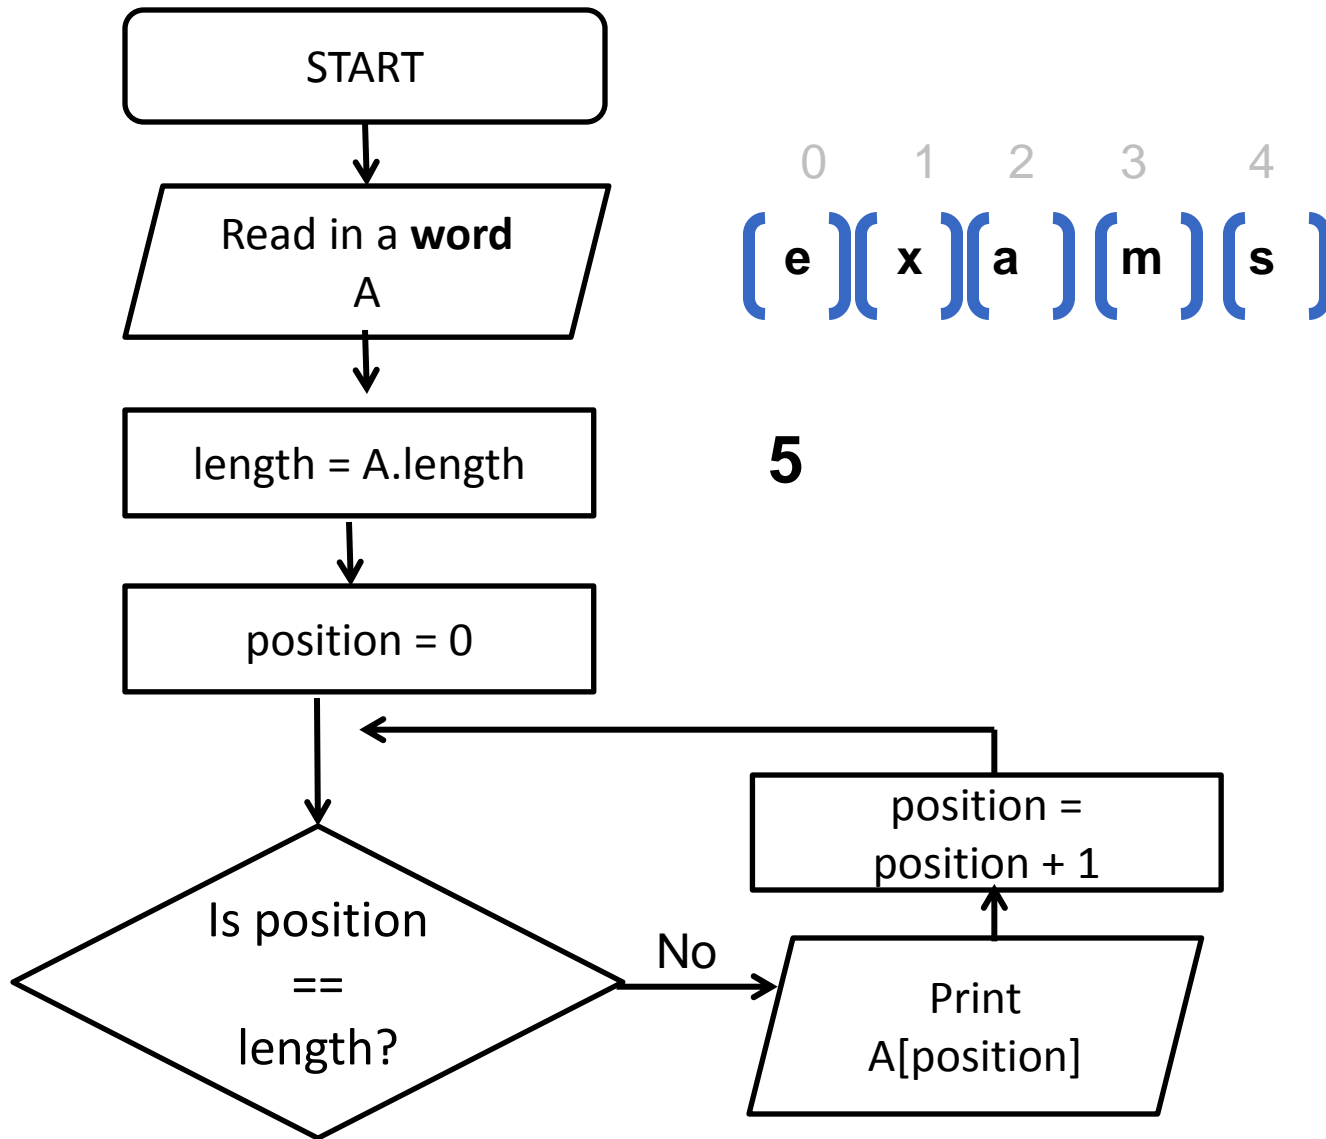 START
0 1 2 3 4
Read in a word
A
e x a m s
length = A.length
5
position = 0
position =
position + 1
Is position
==
length?
No
Print
A[position]